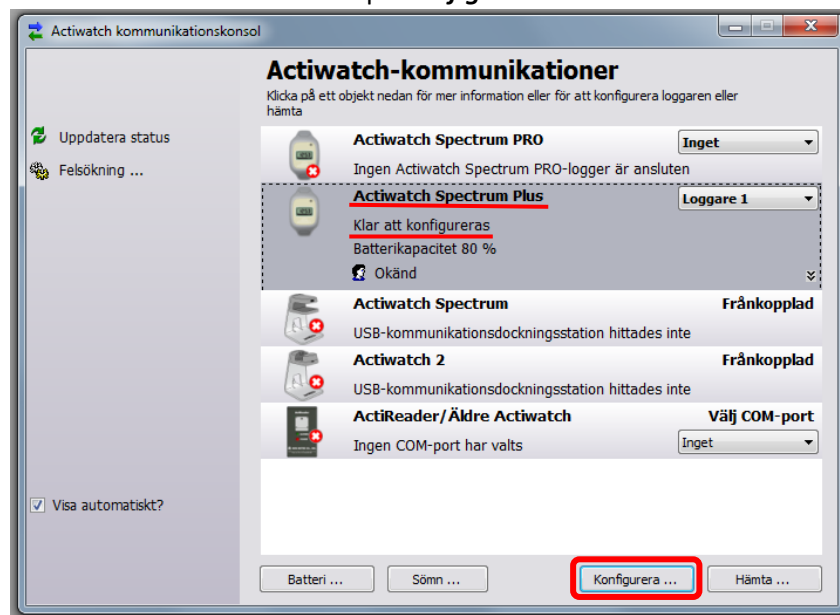 Actiwatch kommunikationskonsol
Actiwatch-kommunikationer
Klicka på ett objekt nedan för mer information eller för att konfigurera loggaren eller
hämta
Uppdatera status
Felsökning ...
Actiwatch Spectrum PRO
Inget
Ingen Actiwatch Spectrum PRO-logger är ansluten
Actiwatch Spectrum Plus
Loggare 1
Klar att konfigureras
Batterikapacitet 80 %
Okänd
Actiwatch Spectrum
Frånkopplad
USB-kommunikationsdockningsstation hittades inte
Actiwatch 2
Frånkopplad
USB-kommunikationsdockningsstation hittades inte
ActiReader/Äldre Actiwatch
Välj COM-port
Ingen COM-port har valts
Inget
Visa automatiskt?
Batteri ...
Sömn ...
Konfigurera ...
Hämta ...